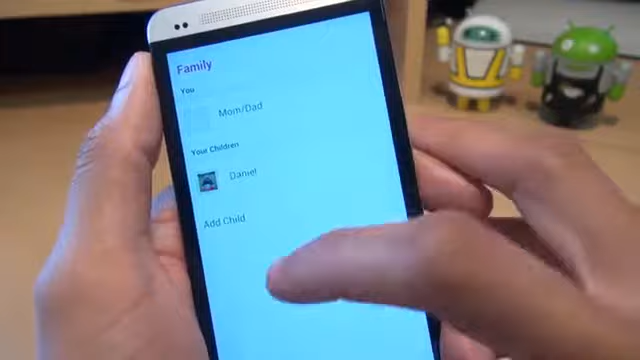 Family
You
Mom/Dad
Your Children
Daniel
Add Child